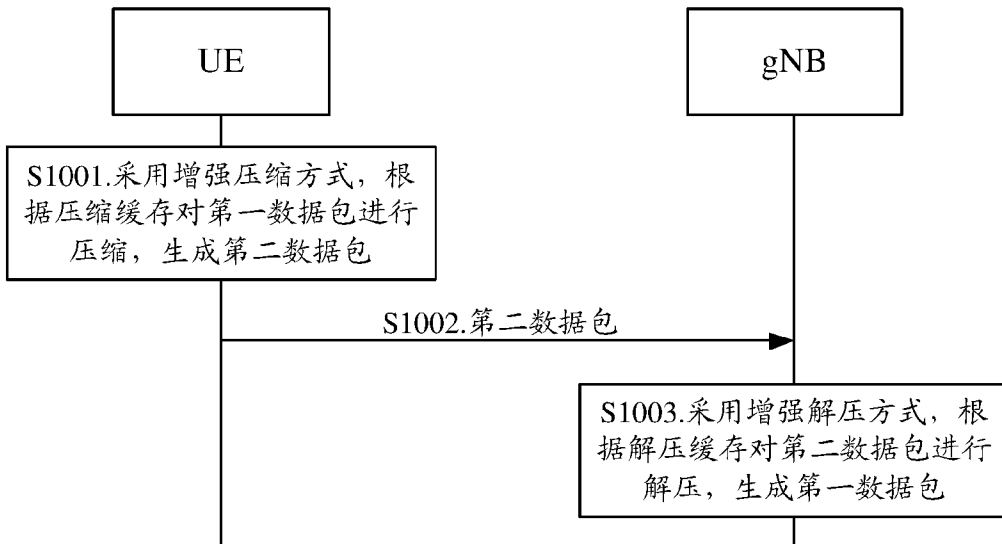 UE
gNB
S1001.采用增强压缩方式，根
据压缩缓存对第一数据包进行
压缩，生成第二数据包
S1002.第二数据包
S1003.采用增强解压方式，根
据解压缓存对第二数据包进行
解压，生成第一数据包